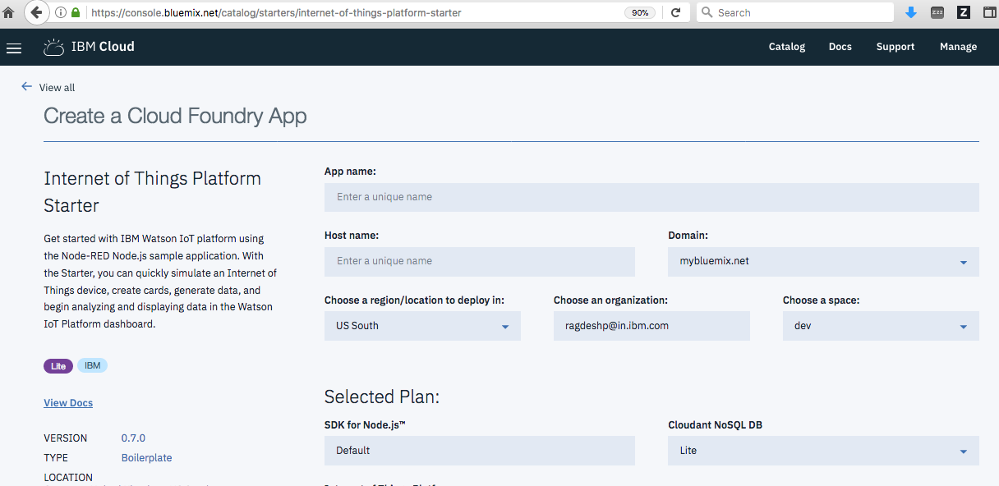 https://console.bluemix.net/catalog/starters/internet-of-things-platform-starter
90%
Search
zzz
Z
IBM Cloud
Catalog
Docs
Support
Manage
View all
Create a Cloud Foundry App
Internet of Things Platform
Starter
Get started with IBM Watson IoT platform using
the Node-RED Node.js sample application. With
the Starter, you can quickly simulate an Internet of
Things device, create cards, generate data, and
begin analyzing and displaying data in the Watson
IoT Platform dashboard.
Lite
IBM
View Docs
VERSION 0.7.0
TYPE Boilerplate
LOCATION
App name:
Enter a unique name
Host name:
Enter a unique name
Domain:
mybluemix.net
Choose a region/location to deploy in:
US South
Choose an organization:
ragdeshp@in.ibm.com
Choose a space:
dev
Selected Plan:
SDK for Node.js™
Default
Cloudant NoSQL DB
Lite